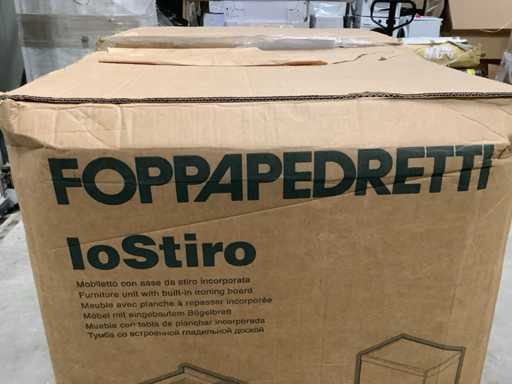 FOPPAPEDRETTI
loStiro
Mobiletto con asse da stiro incorporata
Furniture unit with built-in ironing board
Meuble avec planche à repasser incorporée
Möbel mit eingebautem Bügelbrett
Mueble con tabla de planchar incorporada
Тумба со встроенной гладильной доской